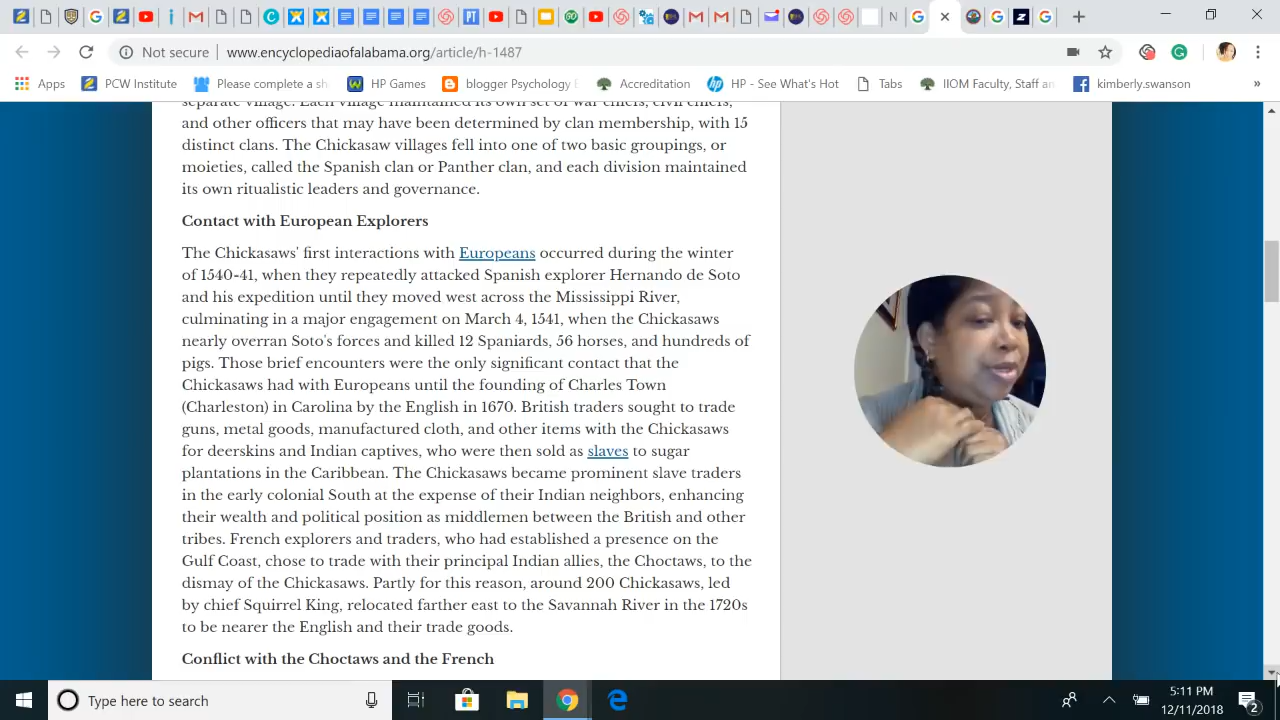 Not secure
www.encyclopediaofalabama.org/article/h-1487
Apps
PCW Institute
Please complete a sh
HP Games
blogger Psychology E
Accreditation
HP - See What's Hot
Tabs
IIOM Faculty, Staff an
kimberly.swanson
»
separate village. Each village maintained its own set of war chiefs, civil chiefs,
and other officers that may have been determined by clan membership, with 15
distinct clans. The Chickasaw villages fell into one of two basic groupings, or
moieties, called the Spanish clan or Panther clan, and each division maintained
its own ritualistic leaders and governance.
Contact with European Explorers
The Chickasaws' first interactions with Europeans occurred during the winter
of 1540-41, when they repeatedly attacked Spanish explorer Hernando de Soto
and his expedition until they moved west across the Mississippi River,
culminating in a major engagement on March 4, 1541, when the Chickasaws
nearly overran Soto's forces and killed 12 Spaniards, 56 horses, and hundreds of
pigs. Those brief encounters were the only significant contact that the
Chickasaws had with Europeans until the founding of Charles Town
(Charleston) in Carolina by the English in 1670. British traders sought to trade
guns, metal goods, manufactured cloth, and other items with the Chickasaws
for deerskins and Indian captives, who were then sold as slaves to sugar
plantations in the Caribbean. The Chickasaws became prominent slave traders
in the early colonial South at the expense of their Indian neighbors, enhancing
their wealth and political position as middlemen between the British and other
tribes. French explorers and traders, who had established a presence on the
Gulf Coast, chose to trade with their principal Indian allies, the Choctaws, to the
dismay of the Chickasaws. Partly for this reason, around 200 Chickasaws, led
by chief Squirrel King, relocated farther east to the Savannah River in the 1720s
to be nearer the English and their trade goods.
Conflict with the Choctaws and the French
Type here to search
5:11 PM
12/11/2018
2